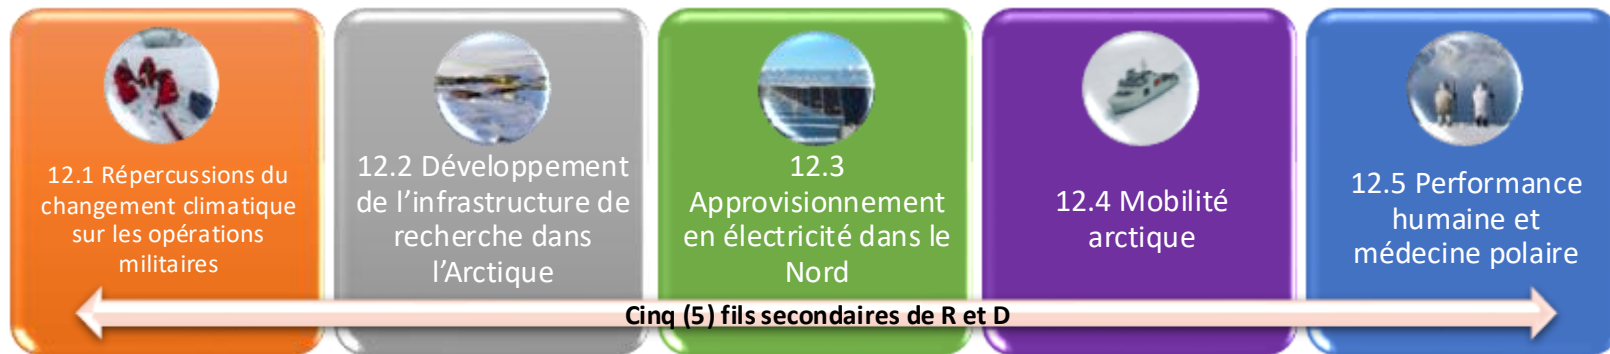 12.1 Répercussions du
changement climatique
sur les opérations
militaires
12.2 Développement
de l’infrastructure de
recherche dans
l’Arctique
12.3
Approvisionnement
en électricité dans le
Nord
12.4 Mobilité
arctique
12.5 Performance
humaine et
médecine polaire
Cinq (5) fils secondaires de R et D